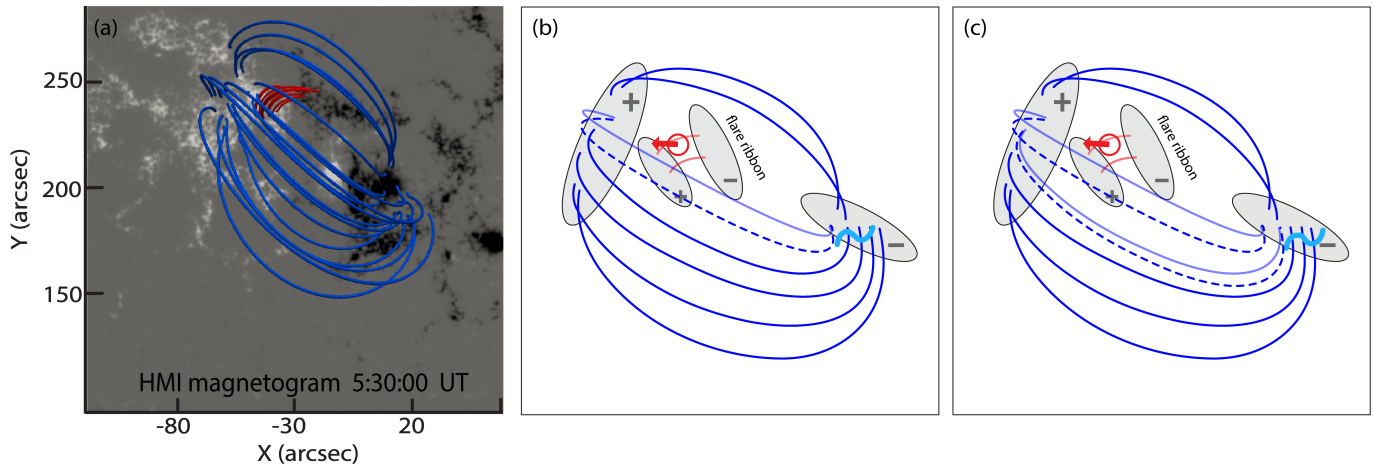 (a)
250
200
150
Y (arcsec)
HMI magnetogram 5:30:00 UT
-80
-30
20
X (arcsec)
(b)
+
flare ribbon
−
+
−
(c)
+
flare ribbon
−
+
−